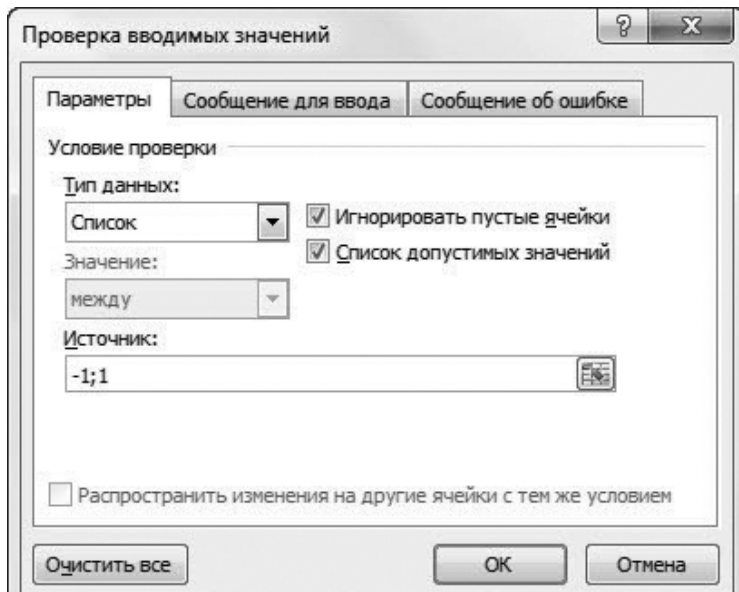 Проверка вводимых значений
Параметры Сообщение для ввода Сообщение об ошибке
Условие проверки
Тип данных:
Список Игнорировать пустые ячейки
Список допустимых значений
Значение:
между
Источник:
-1;1
Распространить изменения на другие ячейки с тем же условием
Очистить все ОК Отмена